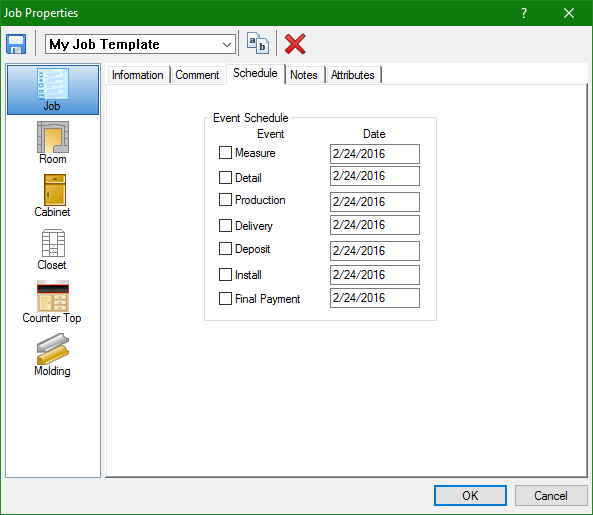 Job Properties
?
My Job Template
a b
Job
Room
Cabinet
Closet
Counter Top
Molding
Information Comment Schedule Notes Attributes
Event Schedule
Event Date
Measure 2/24/2016
Detail 2/24/2016
Production 2/24/2016
Delivery 2/24/2016
Deposit 2/24/2016
Install 2/24/2016
Final Payment 2/24/2016
OK Cancel